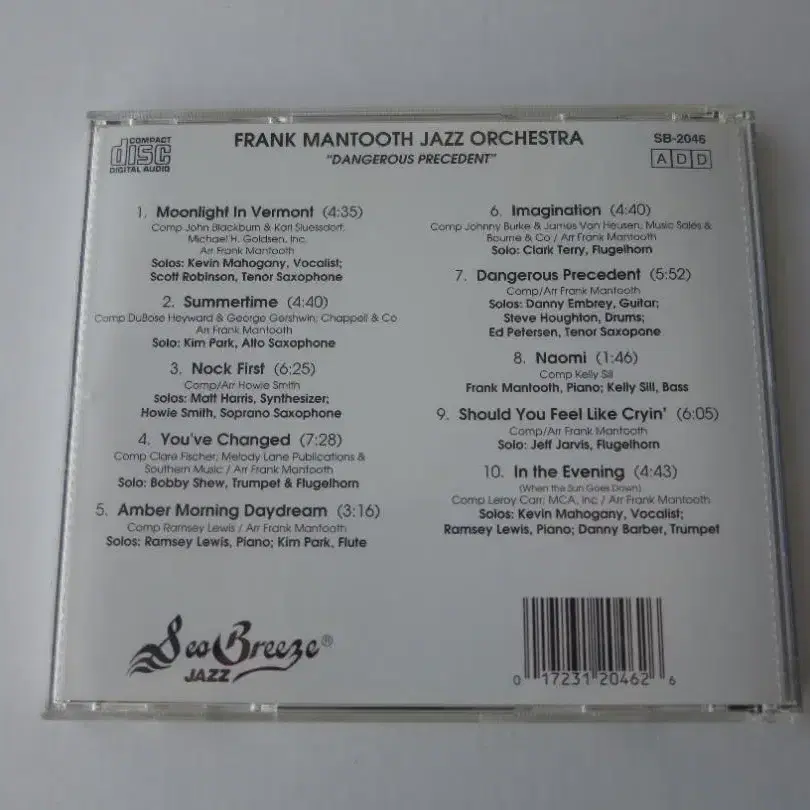 COMPACT
disc
DIGITAL AUDIO
FRANK MANTOOTH JAZZ ORCHESTRA
"DANGEROUS PRECEDENT"
SB-2046
A D D
1. Moonlight In Vermont (4:35)
Comp John Blackburn & Karl Suessdorf,
Michael H. Goldsen, Inc.
Arr Frank Mantooth
Solos: Kevin Mahogany, Vocalist;
Scott Robinson, Tenor Saxophone
2. Summertime (4:40)
Comp DuBose Heyward & George Gershwin; Chappell & Co
Arr Frank Mantooth
Solo: Kim Park, Alto Saxophone
3. Nock First (6:25)
Comp/Arr Howie Smith
Solos: Matt Harris, Synthesizer;
Howie Smith, Soprano Saxophone
4. You've Changed (7:28)
Comp Clare Fischer; Melody Lane Publications &
Southern Music / Arr Frank Mantooth
Solo: Bobby Shew, Trumpet & Flugelhorn
5. Amber Morning Daydream (3:16)
Comp Ramsey Lewis / Arr Frank Mantooth
Solos: Ramsey Lewis, Piano; Kim Park, Flute
6. Imagination (4:40)
Comp Johnny Burke & James Van Heusen, Music Sales &
Bourne & Co / Arr Frank Mantooth
Solo: Clark Terry, Flugelhorn
7. Dangerous Precedent (5:52)
Comp/Arr Frank Mantooth
Solos: Danny Embrey, Guitar;
Steve Houghton, Drums;
Ed Petersen, Tenor Saxopone
8. Naomi (1:46)
Comp Kelly Sill
Frank Mantooth, Piano; Kelly Sill, Bass
9. Should You Feel Like Cryin' (6:05)
Comp/Arr Frank Mantooth
Solo: Jeff Jarvis, Flugelhorn
10. In the Evening (4:43)
(When the Sun Goes Down)
Comp Leroy Carr; MCA, Inc / Arr Frank Mantooth
Solos: Kevin Mahogany, Vocalist;
Ramsey Lewis, Piano; Danny Barber, Trumpet
Sea Breeze®
JAZZ
0 17231 20462 6